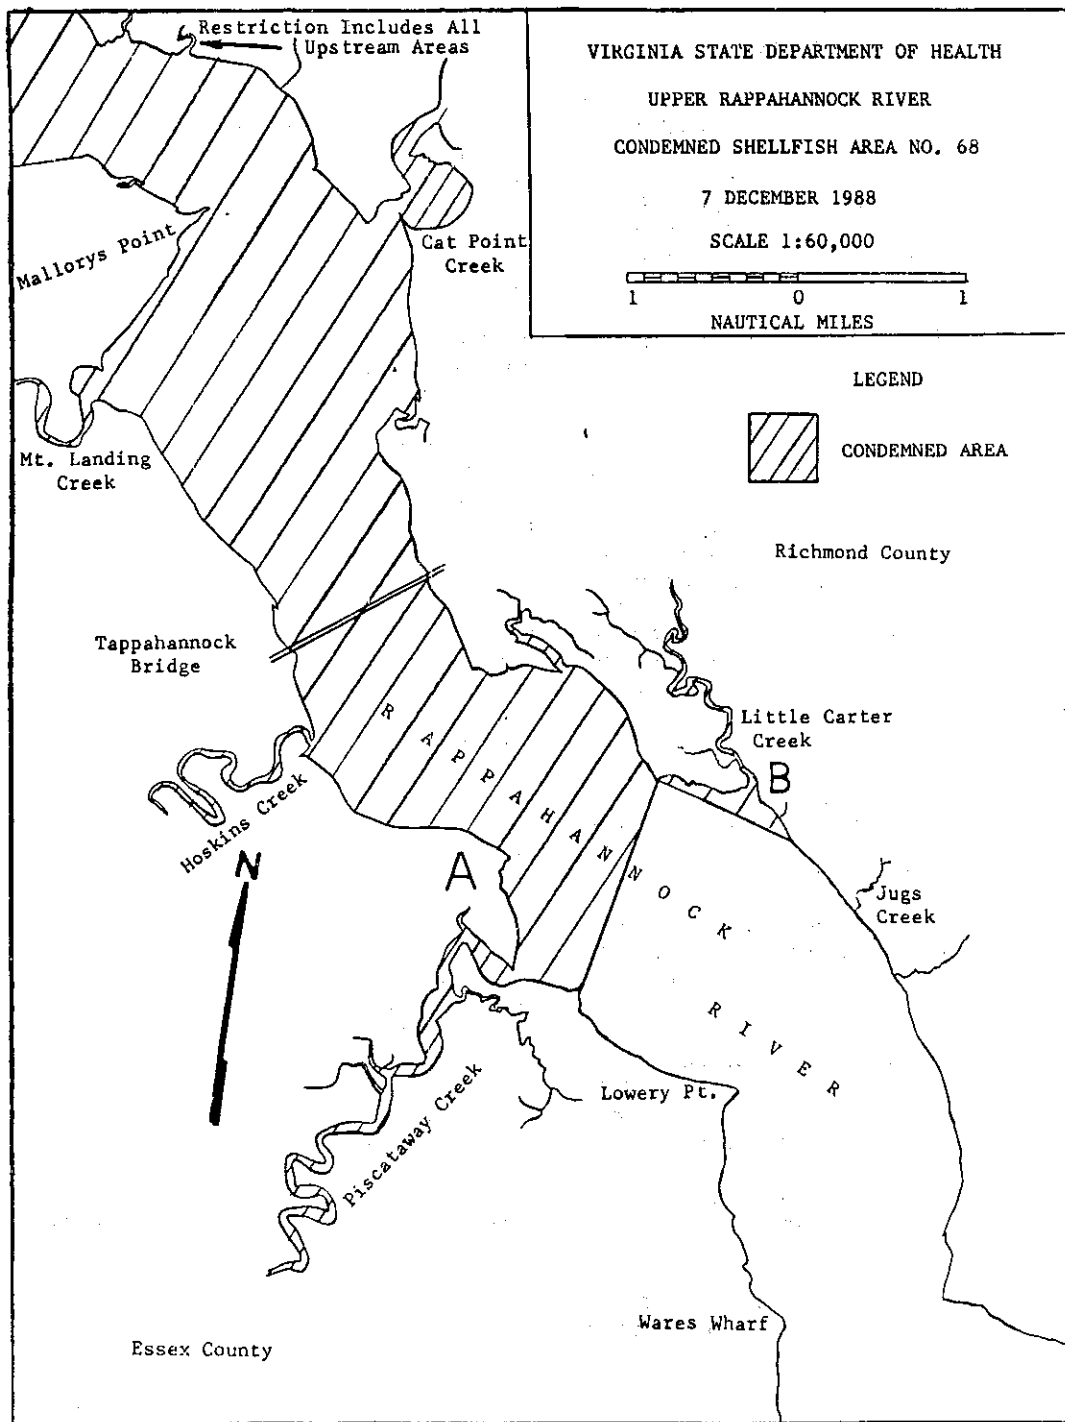 Restriction Includes All
Upstream Areas
VIRGINIA STATE DEPARTMENT OF HEALTH
UPPER RAPPAHANNOCK RIVER
CONDEMNED SHELLFISH AREA NO. 68
7 DECEMBER 1988
SCALE 1:60,000
1 0 1
NAUTICAL MILES
LEGEND
CONDEMNED AREA
Mallorys Point
Cat Point
Creek
Mt. Landing
Creek
Richmond County
Tappahannock
Bridge
Little Carter
Creek
B
Hoskins Creek
N
A
RAPPAHANNOCK
RIVER
Jugs
Creek
Lowery Pt.
Piscataway Creek
Wares Wharf
Essex County